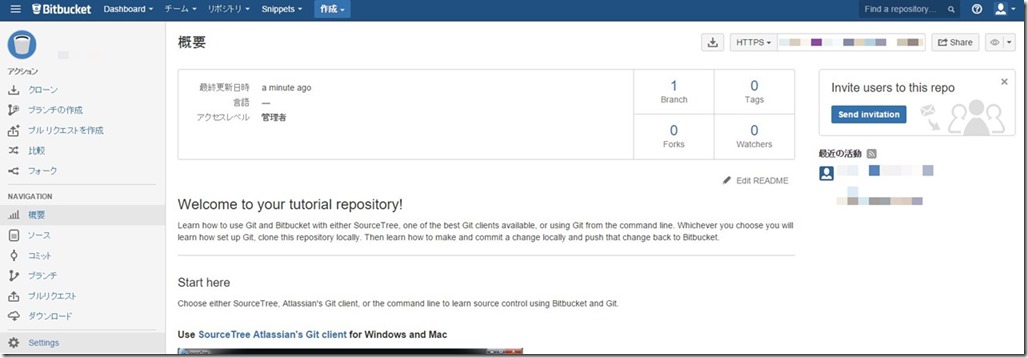 Bitbucket Dashboard チーム リポジトリ Snippets 作成 Find a repository...
概要
HTTPS Share
アクション
クローン
ブランチの作成
プルリクエストを作成
比較
フォーク
NAVIGATION
概要
ソース
コミット
ブランチ
プルリクエスト
ダウンロード
Settings
最終更新日時 a minute ago
言語 —
アクセスレベル 管理者
1 Branch
0 Tags
0 Forks
0 Watchers
Edit README
Welcome to your tutorial repository!
Learn how to use Git and Bitbucket with either SourceTree, one of the best Git clients available, or using Git from the command line. Whichever you choose you will
learn how set up Git, clone this repository locally. Then learn how to make and commit a change locally and push that change back to Bitbucket.
Start here
Choose either SourceTree, Atlassian's Git client, or the command line to learn source control using Bitbucket and Git.
Use SourceTree Atlassian's Git client for Windows and Mac
Invite users to this repo
Send invitation
最近の活動